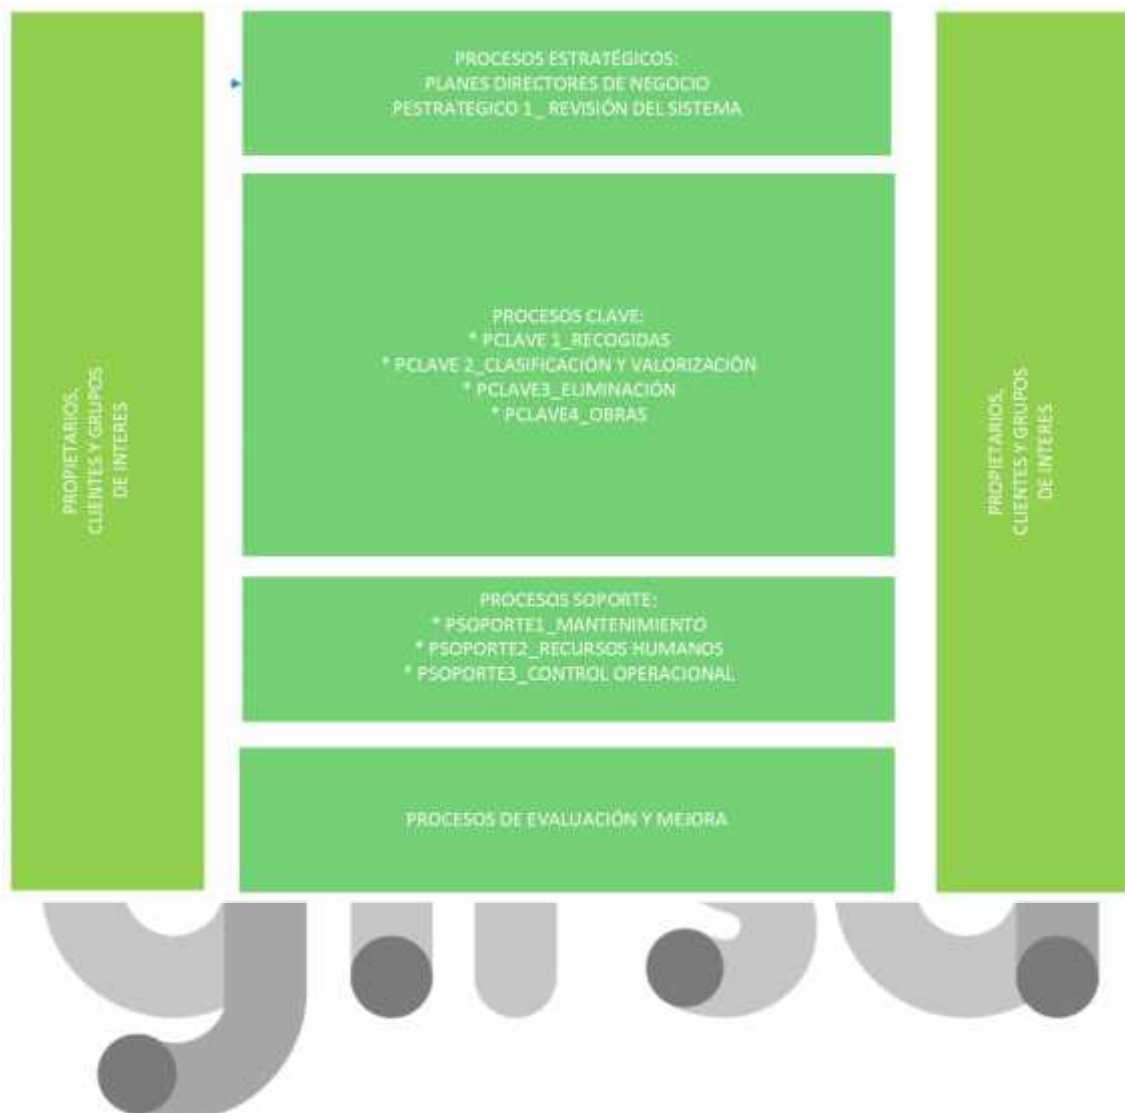 PROCESOS ESTRATÉGICOS:
PLANES DIRECTORES DE NEGOCIO
PESTRATEGICO 1_ REVISIÓN DEL SISTEMA
PROPIETARIOS,
CLIENTES Y GRUPOS
DE INTERES
PROCESOS CLAVE:
* PCLAVE 1_RECOGIDAS
* PCLAVE 2_CLASIFICACIÓN Y VALORIZACIÓN
* PCLAVE3_ELIMINACIÓN
* PCLAVE4_OBRAS
PROPIETARIOS,
CLIENTES Y GRUPOS
DE INTERES
PROCESOS SOPORTE:
* PSOPORTE1_MANTENIMIENTO
* PSOPORTE2_RECURSOS HUMANOS
* PSOPORTE3_CONTROL OPERACIONAL
PROCESOS DE EVALUACIÓN Y MEJORA